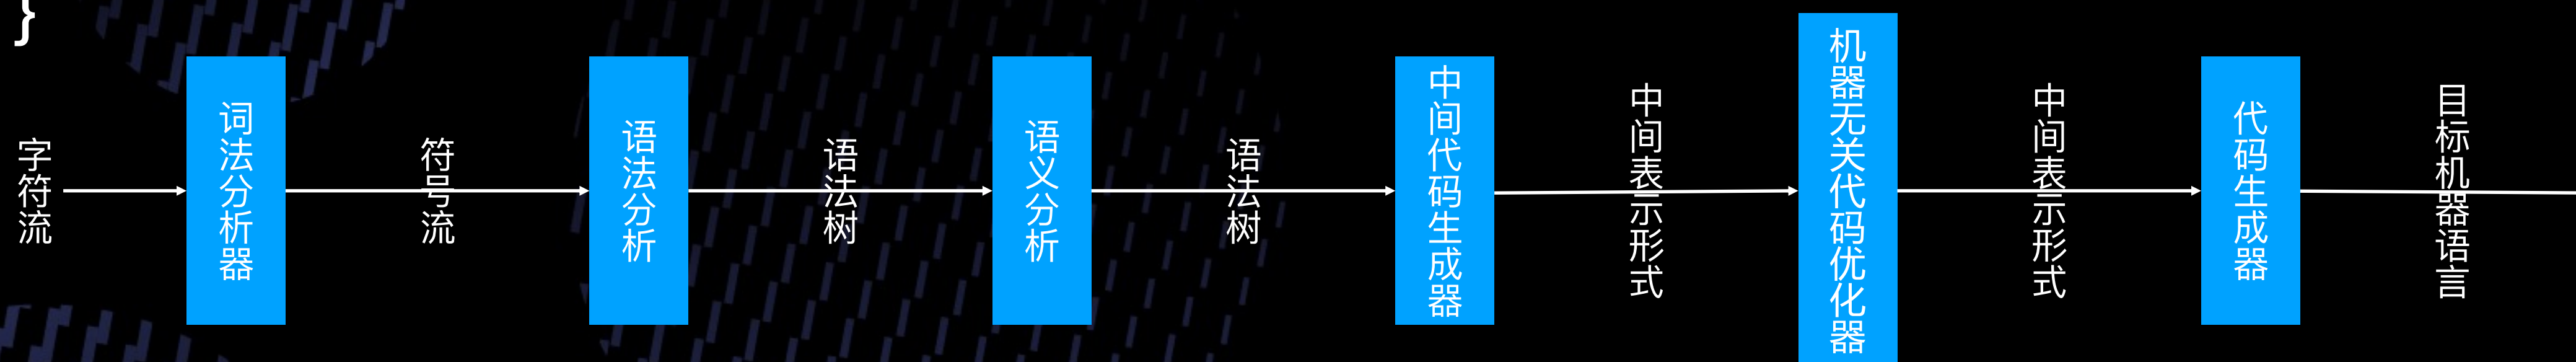 }
字符流
词法分析器
符号流
语法分析
语法树
语义分析
语法树
中间代码生成器
中间表示形式
机器无关代码优化器
中间表示形式
代码生成器
目标机器语言